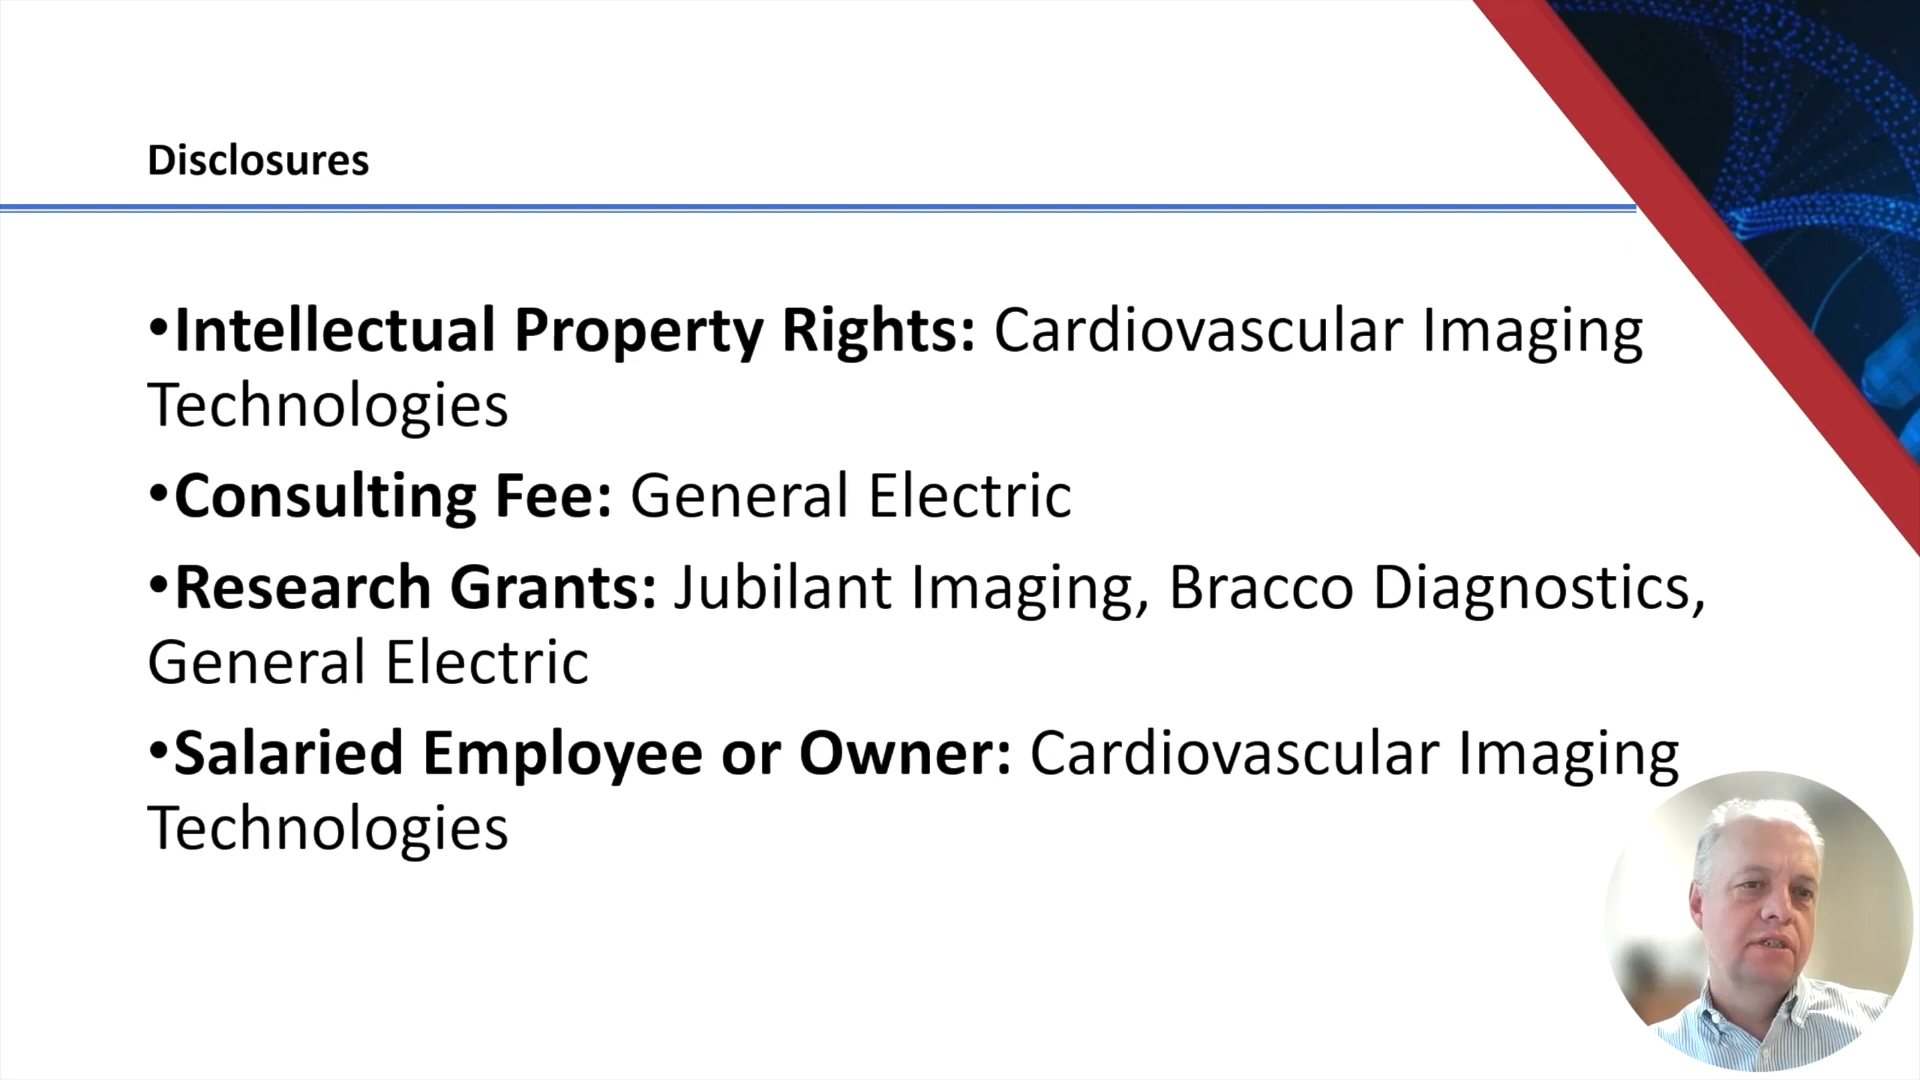 Disclosures
•Intellectual Property Rights: Cardiovascular Imaging
Technologies
•Consulting Fee: General Electric
•Research Grants: Jubilant Imaging, Bracco Diagnostics,
General Electric
•Salaried Employee or Owner: Cardiovascular Imaging
Technologies